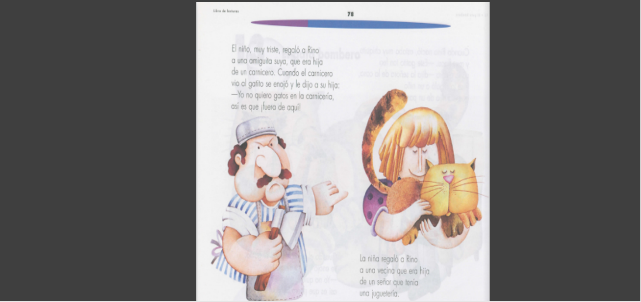 Libro de lecturas
78
El niño, muy triste, regaló a Rino
a una amiguita suya, que era hija
de un carnicero. Cuando el carnicero
vio al gatito se enojó y le dijo a su hija:
—Yo no quiero gatos en la carnicería,
así es que ¡fuera de aquí!
La niña regaló a Rino
a una vecina que era hija
de un señor que tenía
una juguetería.